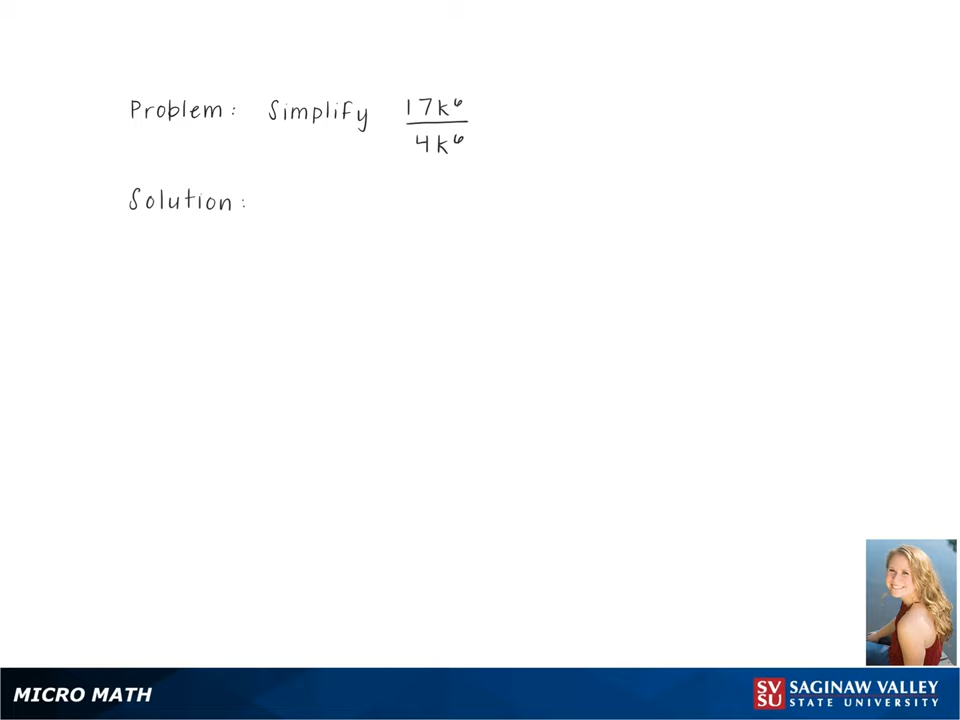 Problem: Simplify 17k⁶
4k⁶
Solution:
MICRO MATH
SV SU SAGINAW VALLEY STATE UNIVERSITY